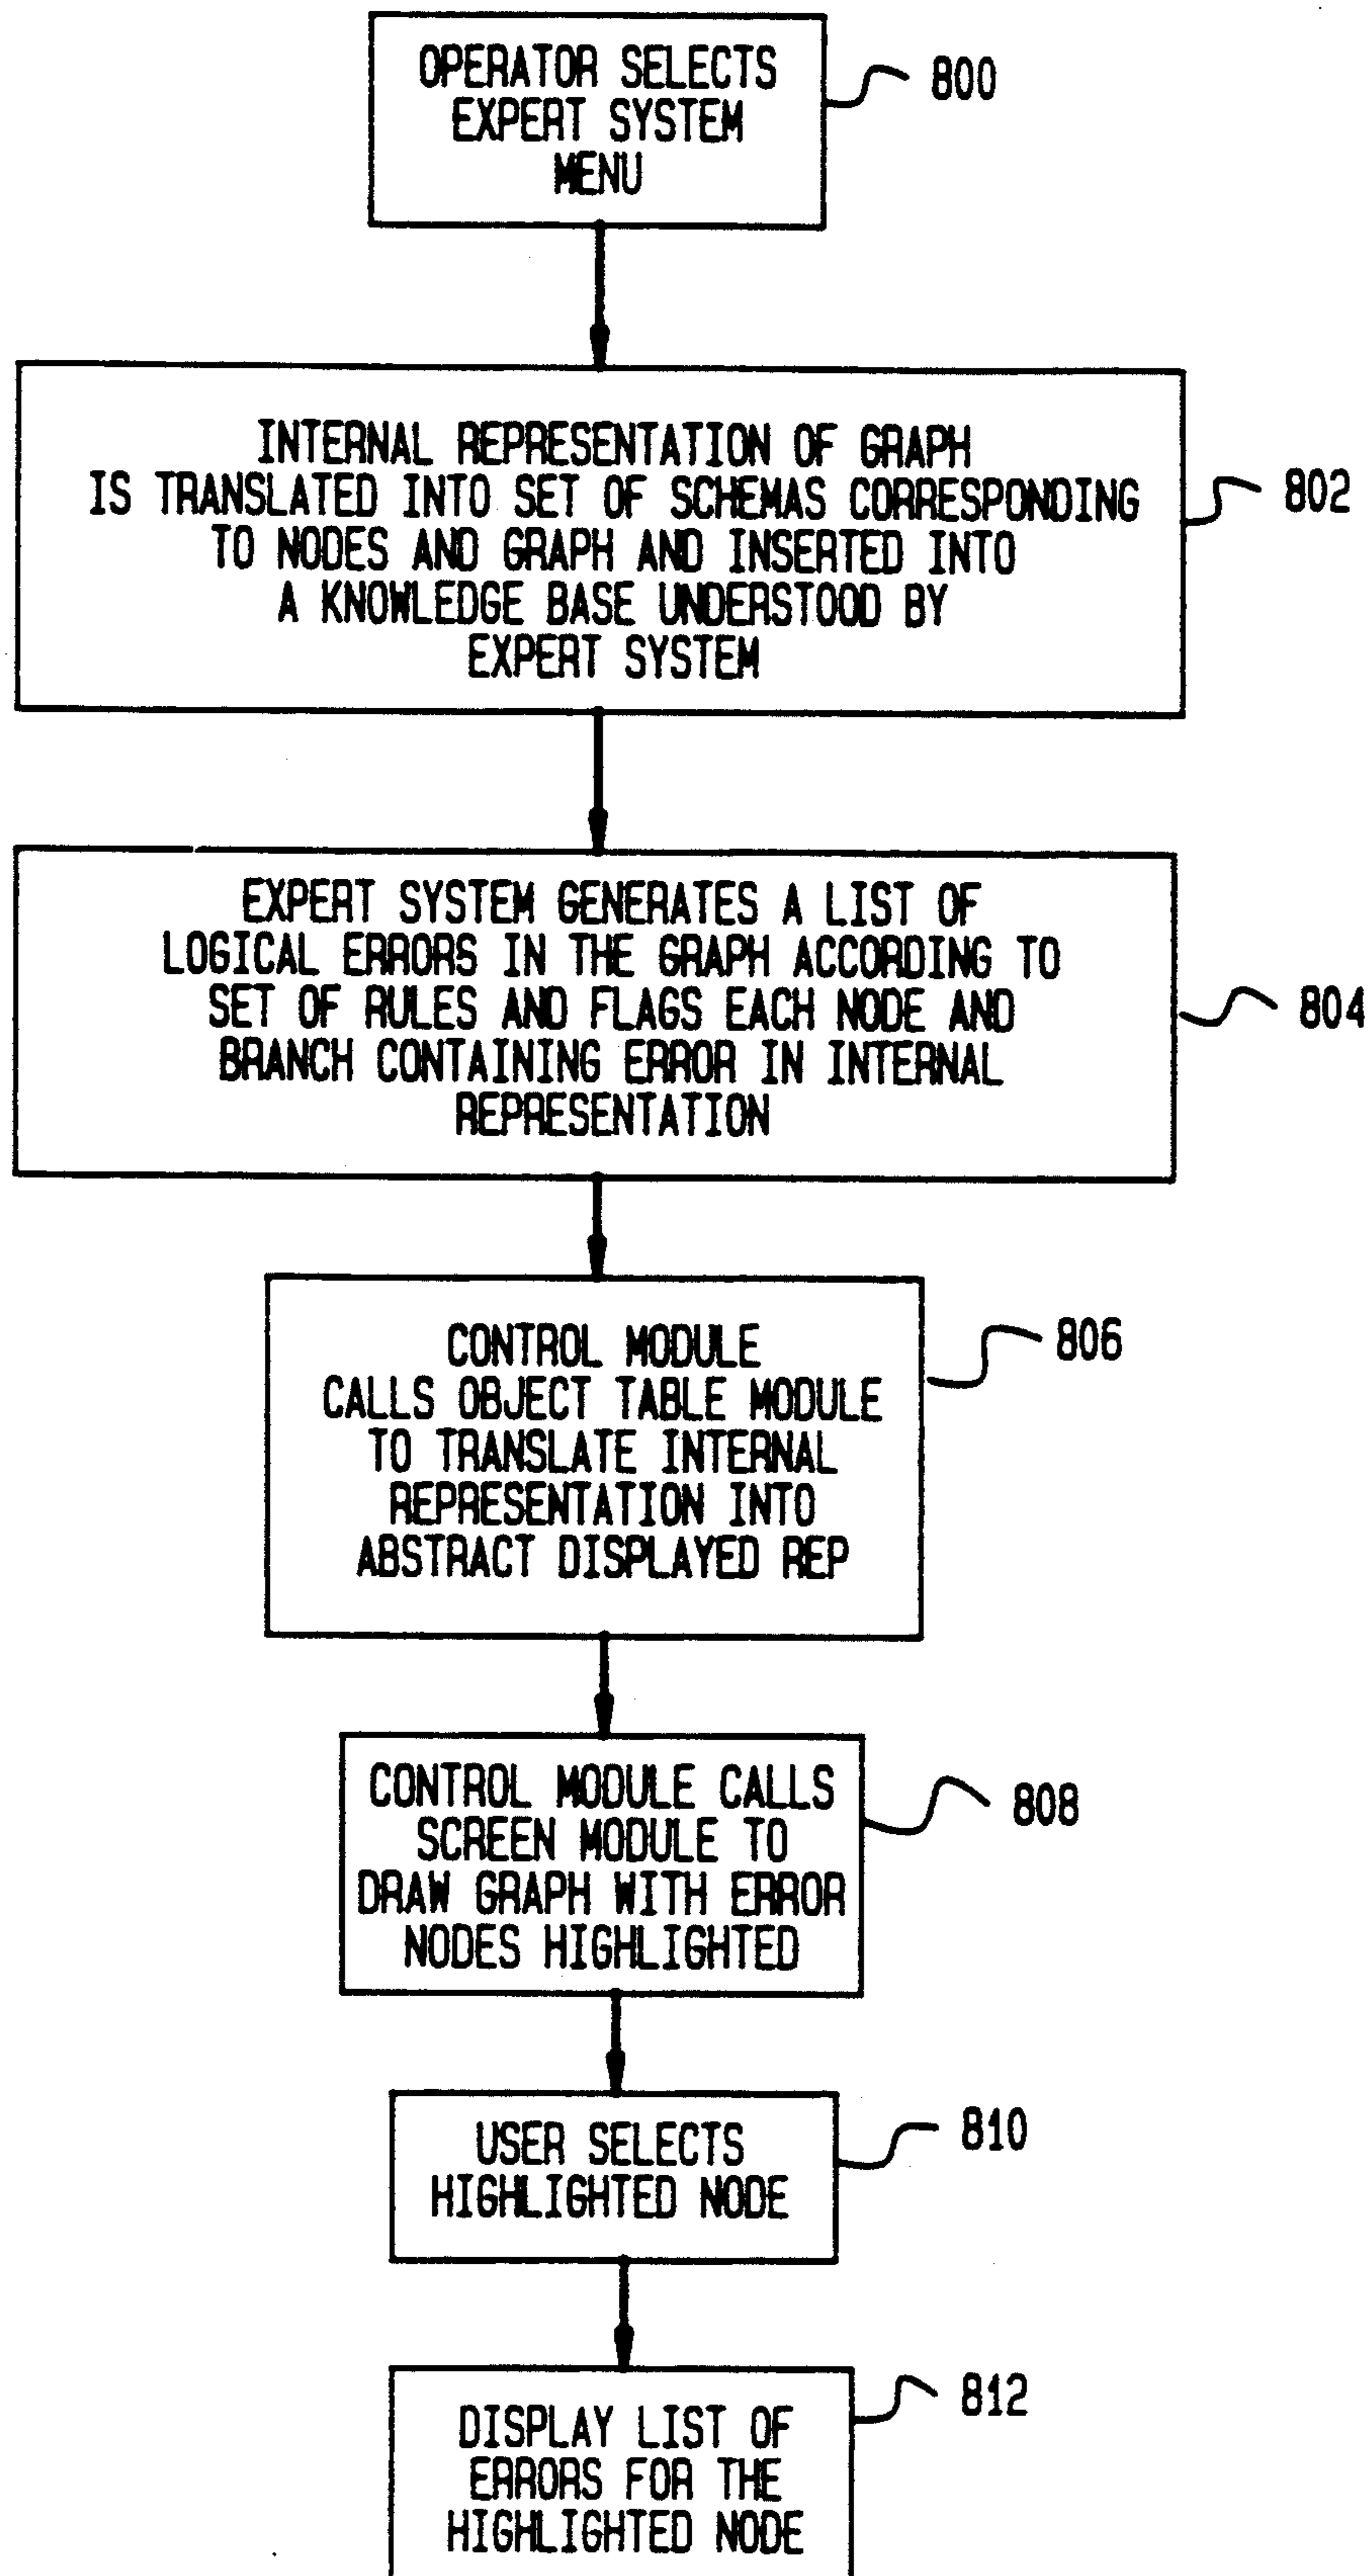 OPERATOR SELECTS
EXPERT SYSTEM
MENU
800
INTERNAL REPRESENTATION OF GRAPH
IS TRANSLATED INTO SET OF SCHEMAS CORRESPONDING
TO NODES AND GRAPH AND INSERTED INTO
A KNOWLEDGE BASE UNDERSTOOD BY
EXPERT SYSTEM
802
EXPERT SYSTEM GENERATES A LIST OF
LOGICAL ERRORS IN THE GRAPH ACCORDING TO
SET OF RULES AND FLAGS EACH NODE AND
BRANCH CONTAINING ERROR IN INTERNAL
REPRESENTATION
804
CONTROL MODULE
CALLS OBJECT TABLE MODULE
TO TRANSLATE INTERNAL
REPRESENTATION INTO
ABSTRACT DISPLAYED REP
806
CONTROL MODULE CALLS
SCREEN MODULE TO
DRAW GRAPH WITH ERROR
NODES HIGHLIGHTED
808
USER SELECTS
HIGHLIGHTED NODE
810
DISPLAY LIST OF
ERRORS FOR THE
HIGHLIGHTED NODE
812